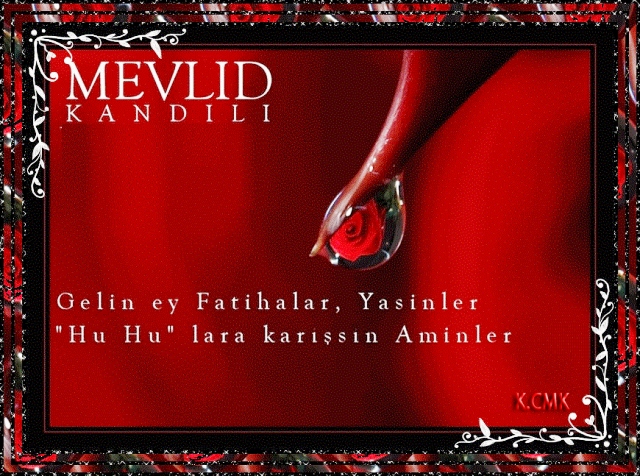 MEVLID
KANDILI
Gelin ey Fatihalar, Yasinler
"Hu Hu" lara karışsın Aminler
K.CMK